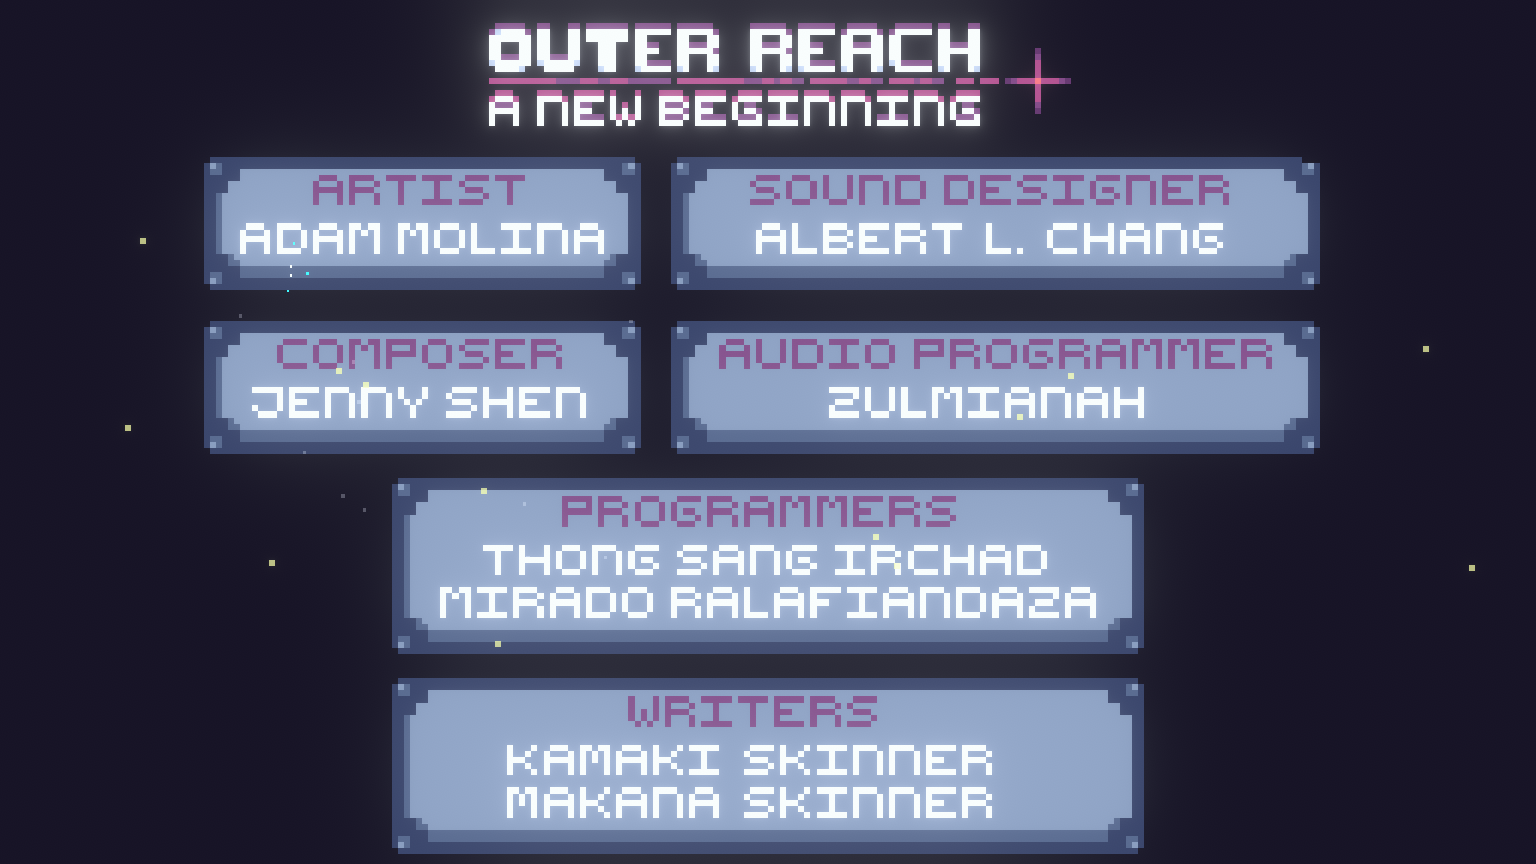 OUTER REACH
A NEW BEGINNING
ARTIST
ADAM MOLINA
SOUND DESIGNER
ALBERT L. CHANG
COMPOSER
JENNY SHEN
AUDIO PROGRAMMER
ZULMIANAH
PROGRAMMERS
THONG SANG IRCHAD
MIRADO RALAFIANDAZA
WRITERS
KAMAKI SKINNER
MAKANA SKINNER